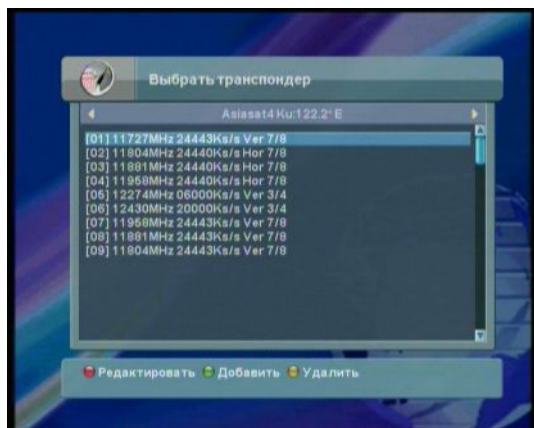 Выбрать транспондер
Asiasat4 Ku:122.2° E
[01] 11727MHz 24443Ks/s Ver 7/8
[02] 11804MHz 24440Ks/s Hor 7/8
[03] 11881MHz 24440Ks/s Hor 7/8
[04] 11958MHz 24440Ks/s Hor 7/8
[05] 12274MHz 06000Ks/s Ver 3/4
[06] 12430MHz 20000Ks/s Ver 3/4
[07] 11958MHz 24443Ks/s Ver 7/8
[08] 11881MHz 24443Ks/s Ver 7/8
[09] 11804MHz 24443Ks/s Ver 7/8
Редактировать Добавить Удалить